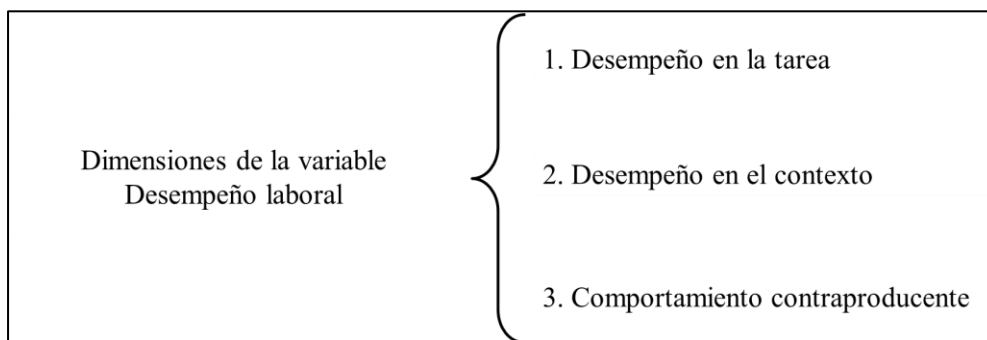 Dimensiones de la variable
Desempeño laboral
1. Desempeño en la tarea
2. Desempeño en el contexto
3. Comportamiento contraproducente